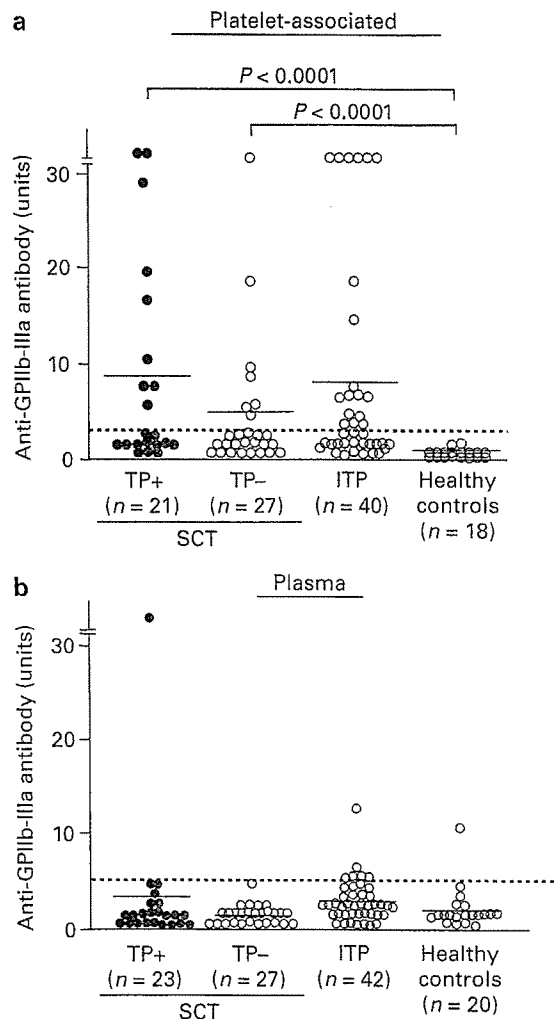 a
Platelet-associated
P < 0.0001
P < 0.0001
Anti-GPIIb-IIIa antibody (units)
30
20
10
0
TP+ TP– ITP Healthy
(n = 21) (n = 27) (n = 40) controls
SCT (n = 18)
b
Plasma
Anti-GPIIb-IIIa antibody (units)
30
20
10
0
TP+ TP– ITP Healthy
(n = 23) (n = 27) (n = 42) controls
SCT (n = 20)